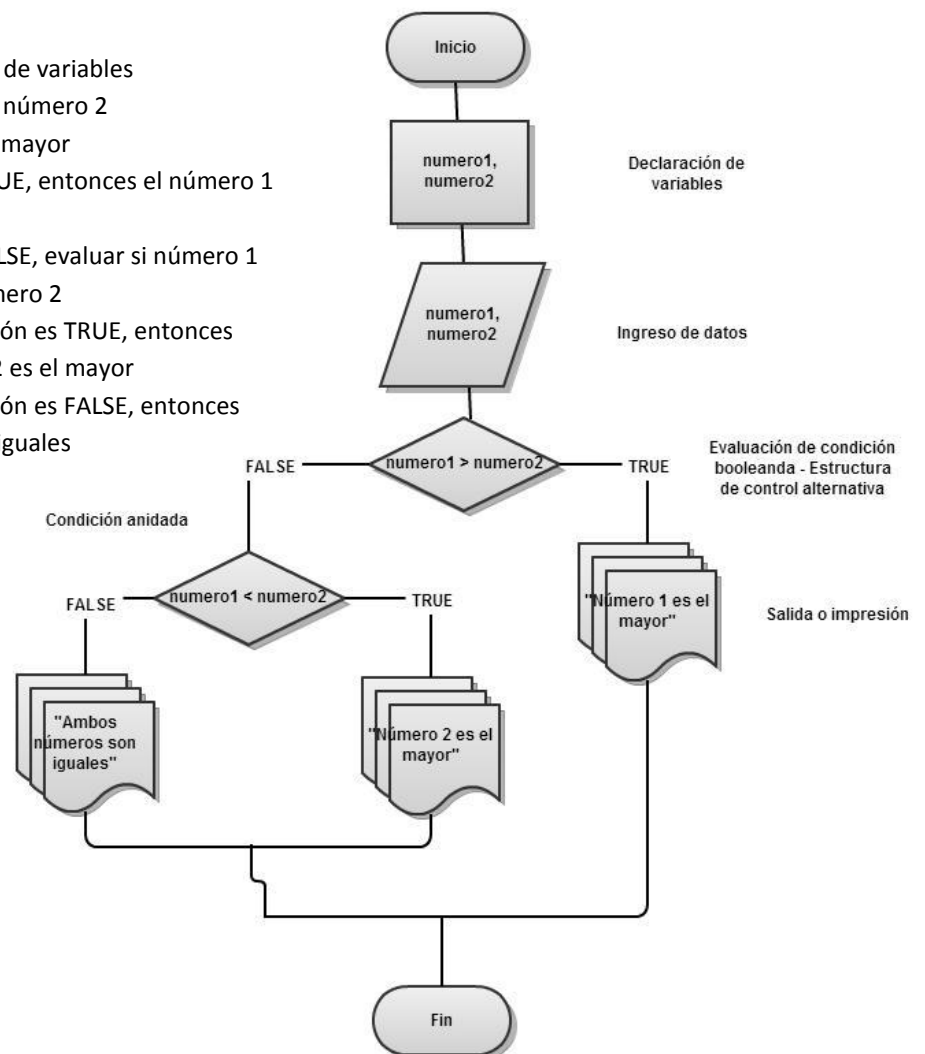 de variables
número 2
mayor
UE, entonces el número 1
LSE, evaluar si número 1
mero 2
ón es TRUE, entonces
2 es el mayor
ón es FALSE, entonces
iguales
Inicio
numero1,
numero2
Declaración de
variables
numero1,
numero2
Ingreso de datos
numero1 > numero2
FALSE
TRUE
Evaluación de condición
booleanda - Estructura
de control alternativa
Condición anidada
numero1 < numero2
FALSE
TRUE
"Número 1 es el
mayor"
Salida o impresión
"Ambos
números son
iguales"
"Número 2 es el
mayor"
Fin